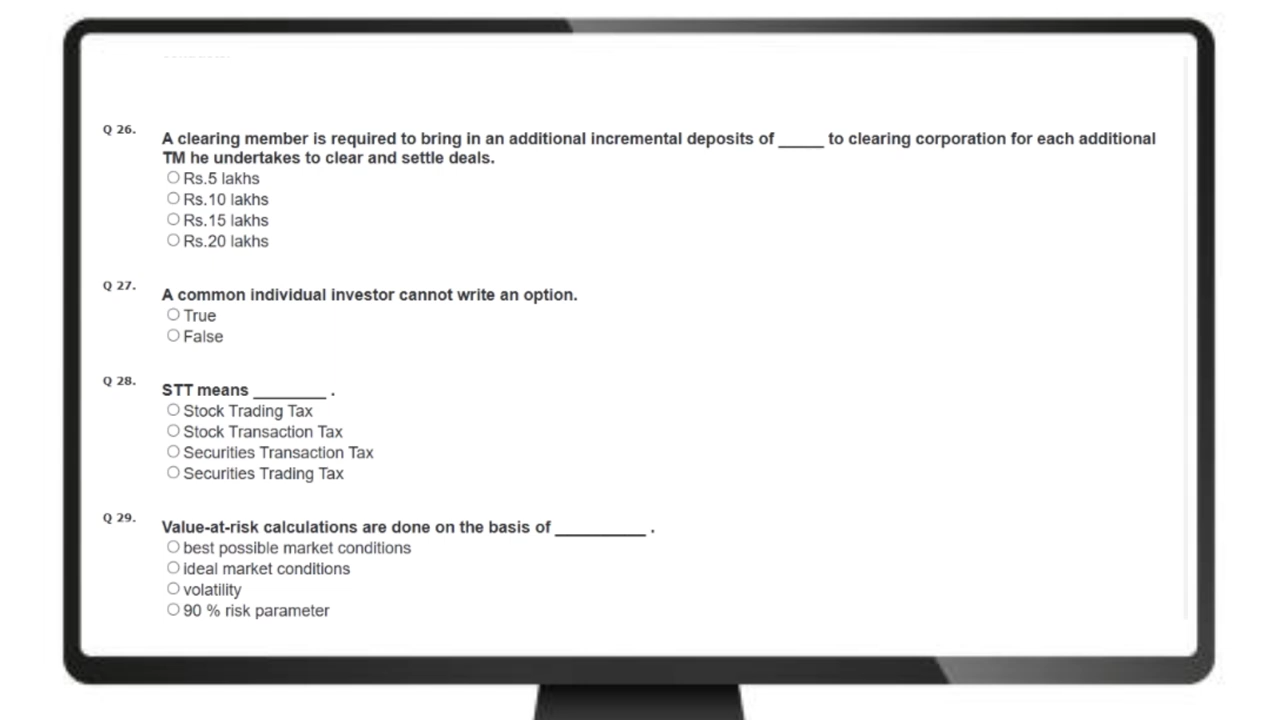 Q 26.
A clearing member is required to bring in an additional incremental deposits of _____ to clearing corporation for each additional
TM he undertakes to clear and settle deals.
Rs.5 lakhs
Rs.10 lakhs
Rs.15 lakhs
Rs.20 lakhs
Q 27.
A common individual investor cannot write an option.
True
False
Q 28.
STT means ________ .
Stock Trading Tax
Stock Transaction Tax
Securities Transaction Tax
Securities Trading Tax
Q 29.
Value-at-risk calculations are done on the basis of __________ .
best possible market conditions
ideal market conditions
volatility
90 % risk parameter